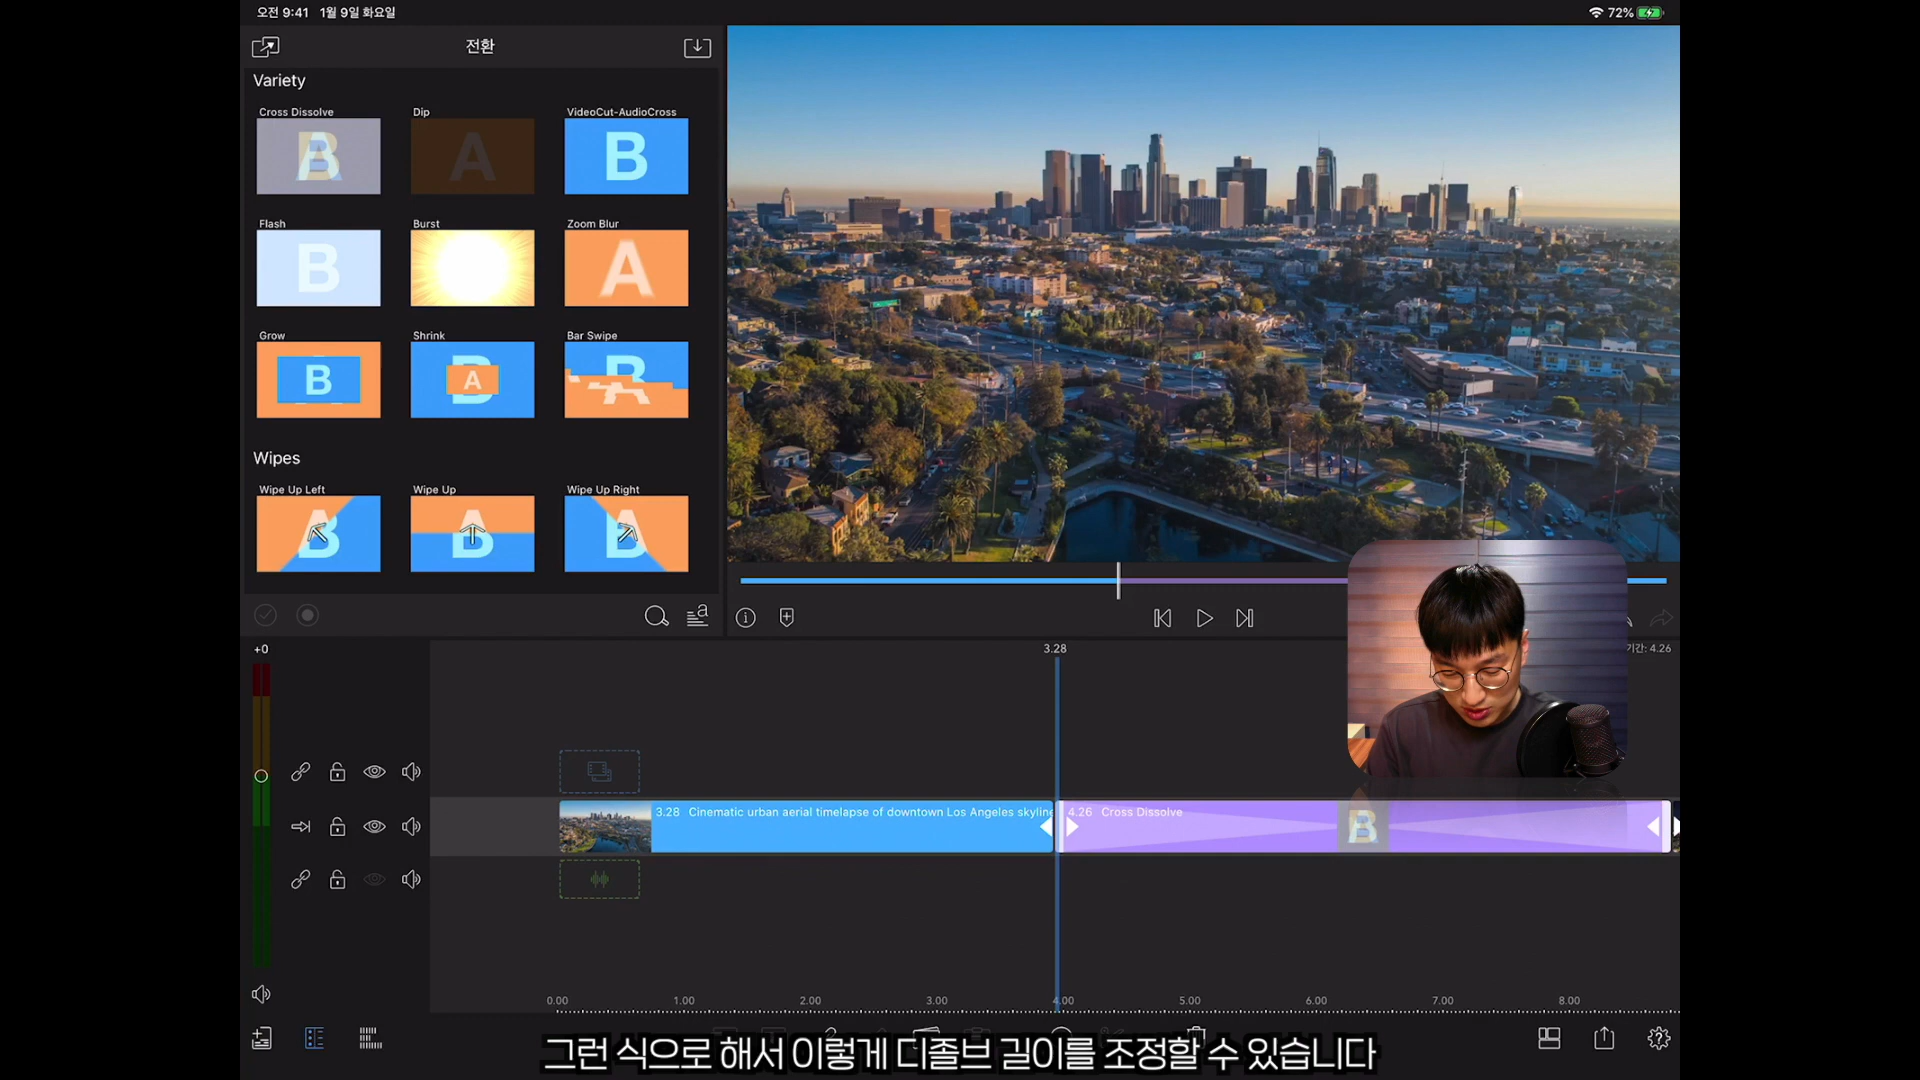 오전 9:41 1월 9일 화요일
72%
전환
Variety
Cross Dissolve
Dip
VideoCut-AudioCross
A B
A
B
Flash
Burst
Zoom Blur
B
A
Grow
Shrink
Bar Swipe
B
A
Wipes
Wipe Up Left
Wipe Up
Wipe Up Right
+0
3.28
기간: 4.26
3.28 Cinematic urban aerial timelapse of downtown Los Angeles skyline
4.26 Cross Dissolve
0.00 1.00 2.00 3.00 4.00 5.00 6.00 7.00 8.00
그런 식으로 해서 이렇게 디졸브 길이를 조정할 수 있습니다